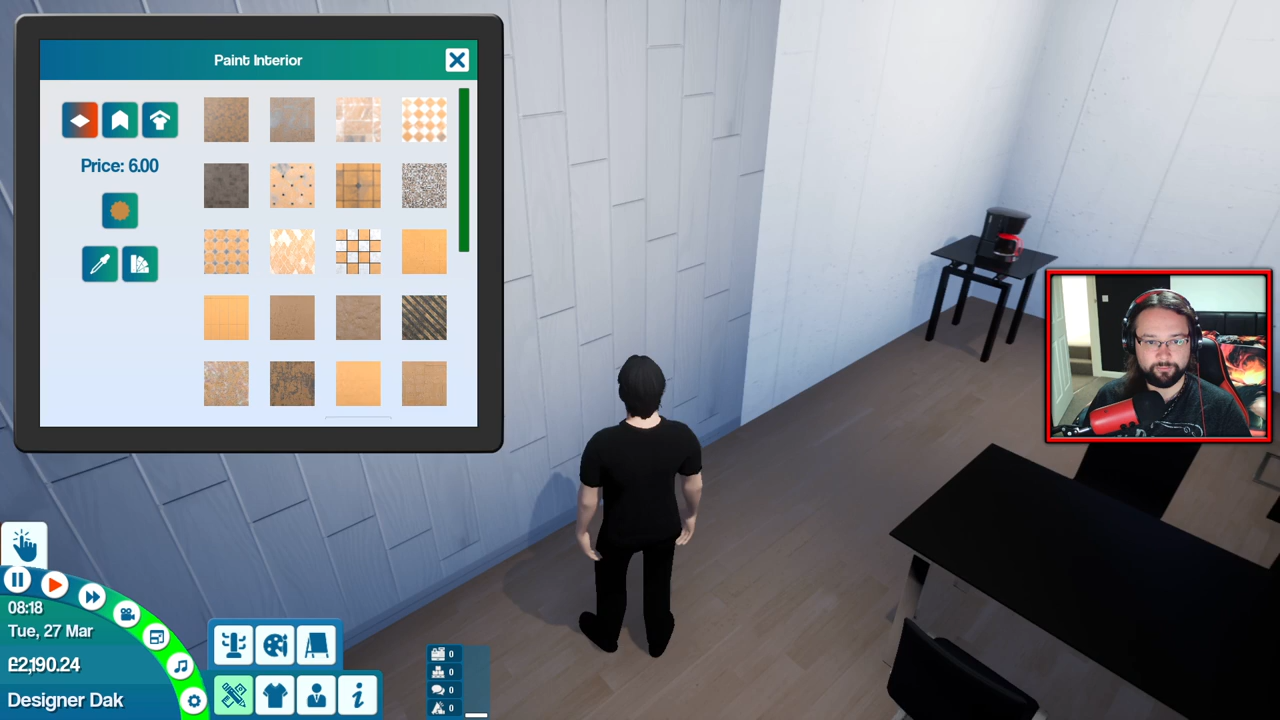 Paint Interior
Price: 6.00
08:18
Tue, 27 Mar
£2,190.24
Designer Dak
0
0
0
0